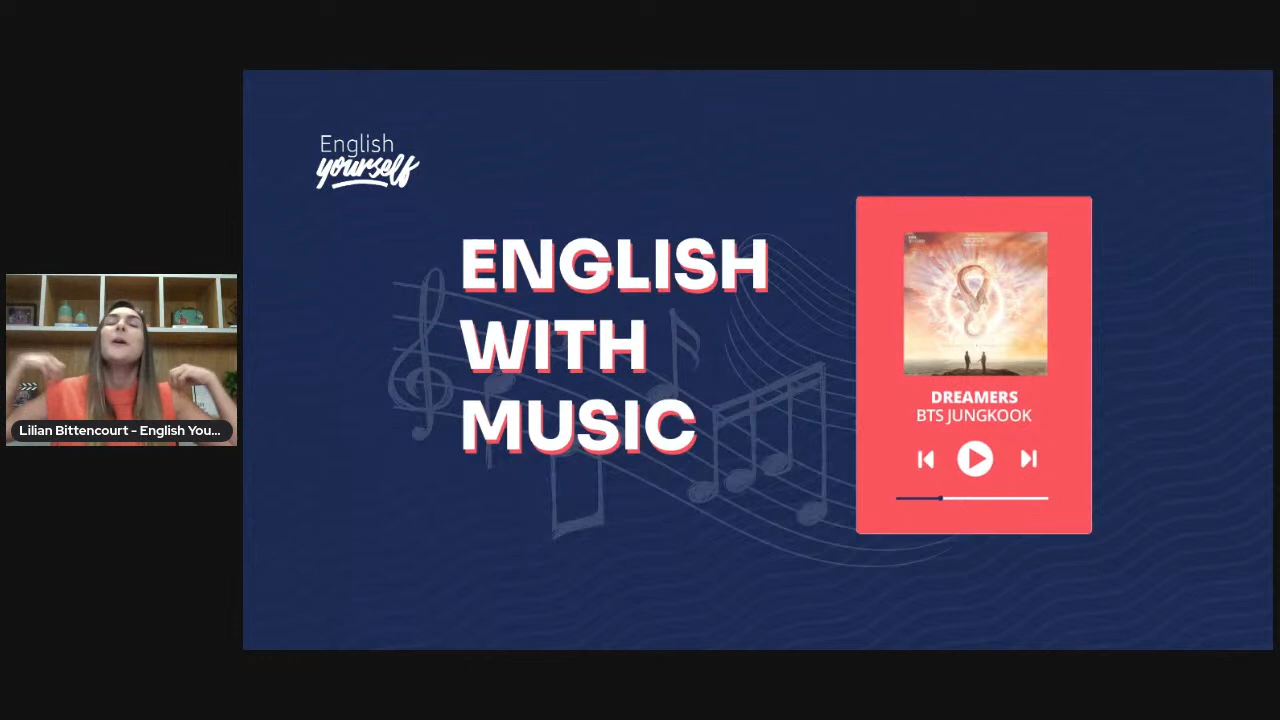 English
yourself
ENGLISH
WITH
MUSIC
DREAMERS
BTS JUNGKOOK
Lilian Bittencourt - English You...